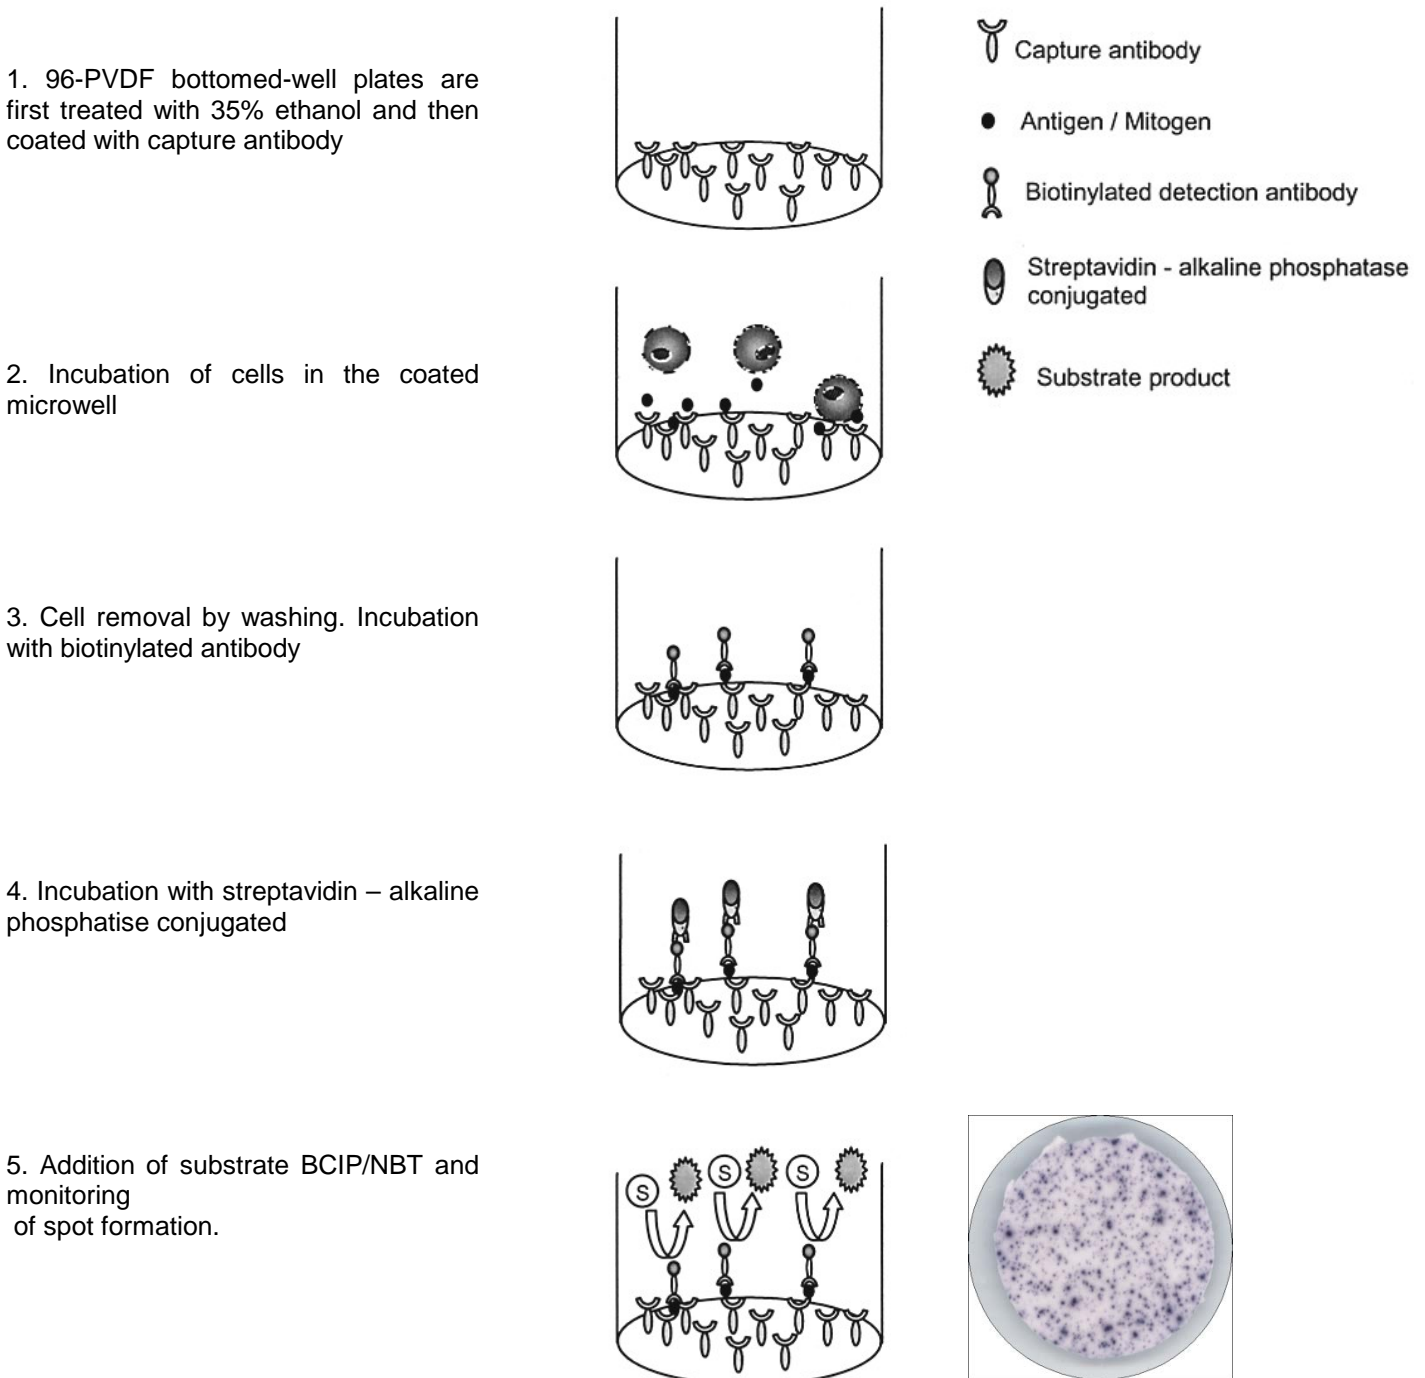 1. 96-PVDF bottomed-well plates are
first treated with 35% ethanol and then
coated with capture antibody
Capture antibody
Antigen / Mitogen
Biotinylated detection antibody
Streptavidin - alkaline phosphatase
conjugated
Substrate product
2. Incubation of cells in the coated
microwell
3. Cell removal by washing. Incubation
with biotinylated antibody
4. Incubation with streptavidin – alkaline
phosphatise conjugated
5. Addition of substrate BCIP/NBT and
monitoring
of spot formation.
S
S
S